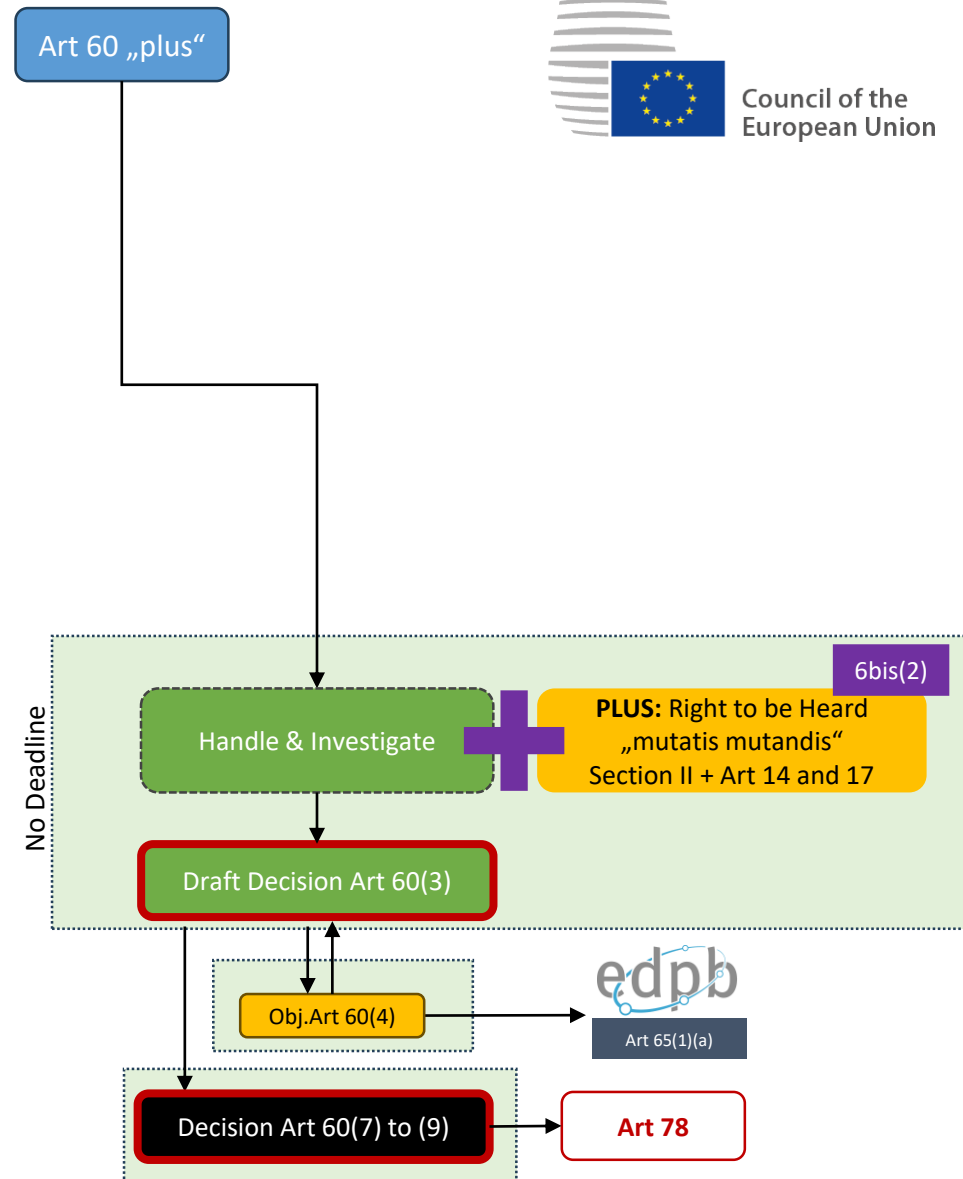 Art 60 „plus“
Council of the
European Union
No Deadline
6bis(2)
Handle & Investigate
PLUS: Right to be Heard
„mutatis mutandis“
Section II + Art 14 and 17
Draft Decision Art 60(3)
Obj.Art 60(4)
edpb
Art 65(1)(a)
Decision Art 60(7) to (9)
Art 78